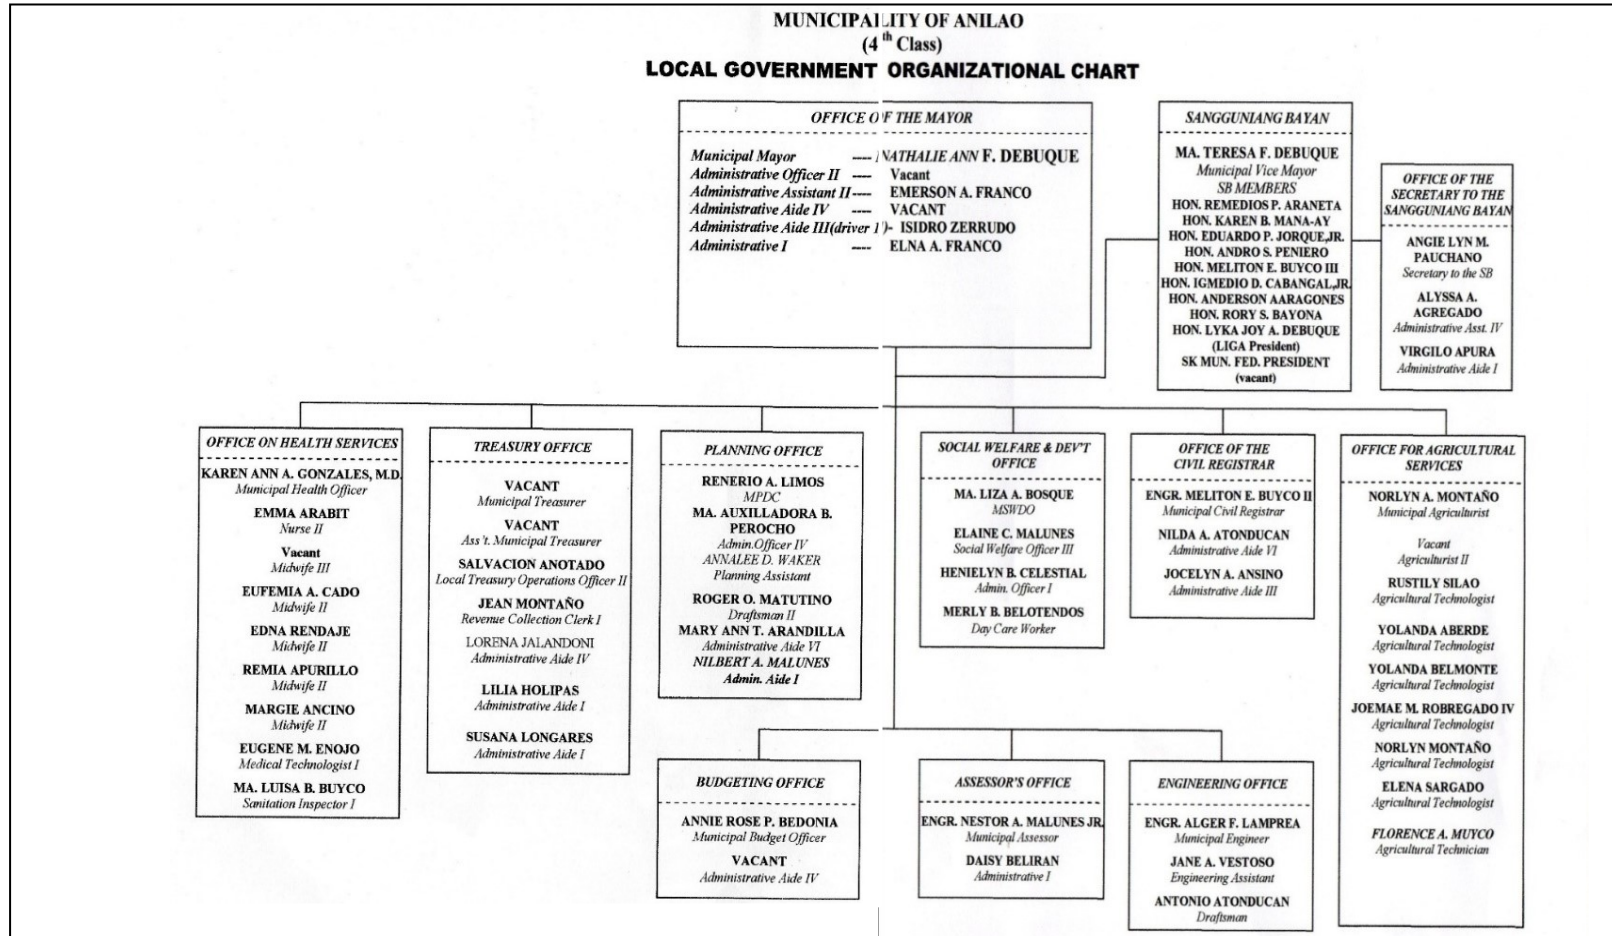 MUNICIPALITY OF ANILAO
(4th Class)
LOCAL GOVERNMENT ORGANIZATIONAL CHART
OFFICE OF THE MAYOR
Municipal Mayor ---- NATHALIE ANN F. DEBUQUE
Administrative Officer II ---- Vacant
Administrative Assistant II---- EMERSON A. FRANCO
Administrative Aide IV ---- VACANT
Administrative Aide III(driver 1)- ISIDRO ZERRUDO
Administrative I ---- ELNA A. FRANCO
SANGGUNIANG BAYAN
MA. TERESA F. DEBUQUE
Municipal Vice Mayor
SB MEMBERS
HON. REMEDIOS P. ARANETA
HON. KAREN B. MANA-AY
HON. EDUARDO P. JORQUE,JR.
HON. ANDRO S. PENIERO
HON. MELITON E. BUYCO III
HON. IGMEDIO D. CABANGAL,JR.
HON. ANDERSON AARAGONES
HON. RORY S. BAYONA
HON. LYKA JOY A. DEBUQUE
(LIGA President)
SK MUN. FED. PRESIDENT
(vacant)
OFFICE OF THE
SECRETARY TO THE
SANGGUNIANG BAYAN
ANGIE LYN M.
PAUCHANO
Secretary to the SB
ALYSSA A.
AGREGADO
Administrative Asst. IV
VIRGILO APURA
Administrative Aide I
OFFICE ON HEALTH SERVICES
KAREN ANN A. GONZALES, M.D.
Municipal Health Officer
EMMA ARABIT
Nurse II
Vacant
Midwife III
EUFEMIA A. CADO
Midwife II
EDNA RENDAJE
Midwife II
REMIA APURILLO
Midwife II
MARGIE ANCINO
Midwife II
EUGENE M. ENOJO
Medical Technologist I
MA. LUISA B. BUYCO
Sanitation Inspector I
TREASURY OFFICE
VACANT
Municipal Treasurer
VACANT
Ass't. Municipal Treasurer
SALVACION ANOTADO
Local Treasury Operations Officer II
JEAN MONTAÑO
Revenue Collection Clerk I
LORENA JALANDONI
Administrative Aide IV
LILIA HOLIPAS
Administrative Aide I
SUSANA LONGARES
Administrative Aide I
PLANNING OFFICE
RENERIO A. LIMOS
MPDC
MA. AUXILLADORA B.
PEROCHO
Admin.Officer IV
ANNALEE D. WAKER
Planning Assistant
ROGER O. MATUTINO
Draftsman II
MARY ANN T. ARANDILLA
Administrative Aide VI
NILBERT A. MALUNES
Admin. Aide I
SOCIAL WELFARE & DEV'T
OFFICE
MA. LIZA A. BOSQUE
MSWDO
ELAINE C. MALUNES
Social Welfare Officer III
HENIELYN B. CELESTIAL
Admin. Officer I
MERLY B. BELOTENDOS
Day Care Worker
OFFICE OF THE
CIVIL REGISTRAR
ENGR. MELITON E. BUYCO II
Municipal Civil Registrar
NILDA A. ATONDUCAN
Administrative Aide VI
JOCELYN A. ANSINO
Administrative Aide III
OFFICE FOR AGRICULTURAL
SERVICES
NORLYN A. MONTAÑO
Municipal Agriculturist
Vacant
Agriculturist II
RUSTILY SILAO
Agricultural Technologist
YOLANDA ABERDE
Agricultural Technologist
YOLANDA BELMONTE
Agricultural Technologist
JOEMAE M. ROBREGADO IV
Agricultural Technologist
NORLYN MONTAÑO
Agricultural Technologist
ELENA SARGADO
Agricultural Technologist
FLORENCE A. MUYCO
Agricultural Technician
BUDGETING OFFICE
ANNIE ROSE P. BEDONIA
Municipal Budget Officer
VACANT
Administrative Aide IV
ASSESSOR'S OFFICE
ENGR. NESTOR A. MALUNES JR.
Municipal Assessor
DAISY BELIRAN
Administrative I
ENGINEERING OFFICE
ENGR. ALGER F. LAMPREA
Municipal Engineer
JANE A. VESTOSO
Engineering Assistant
ANTONIO ATONDUCAN
Draftsman